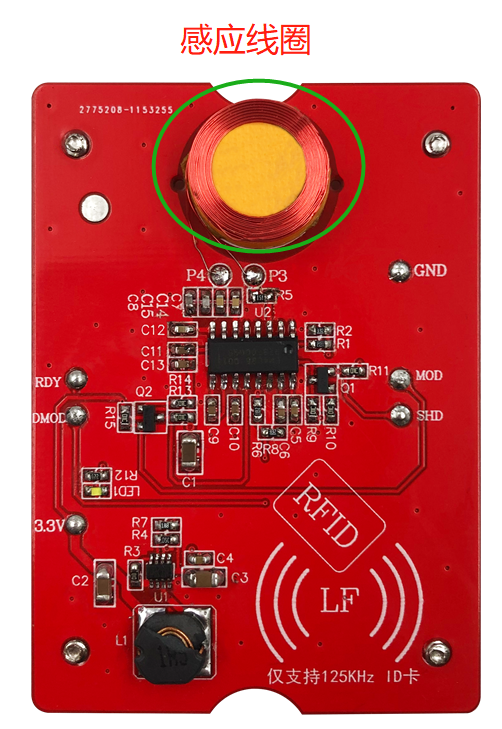 感应线圈
2775208-1153255
P4 P3
GND
C8 C15 C14 C7
R5
U2
C12
R2
R1
C11
C13
R11
RDY
R14
R13
Q2
Q1
MOD
DMOD
R15
SHD
C9 C10 R6 C6 C5 R9 R10
R8
C1
R12
LED1
RFID
3.3V
R7
R4
R3
C4
C2
C3
U1
LF
L1
仅支持125KHz ID卡